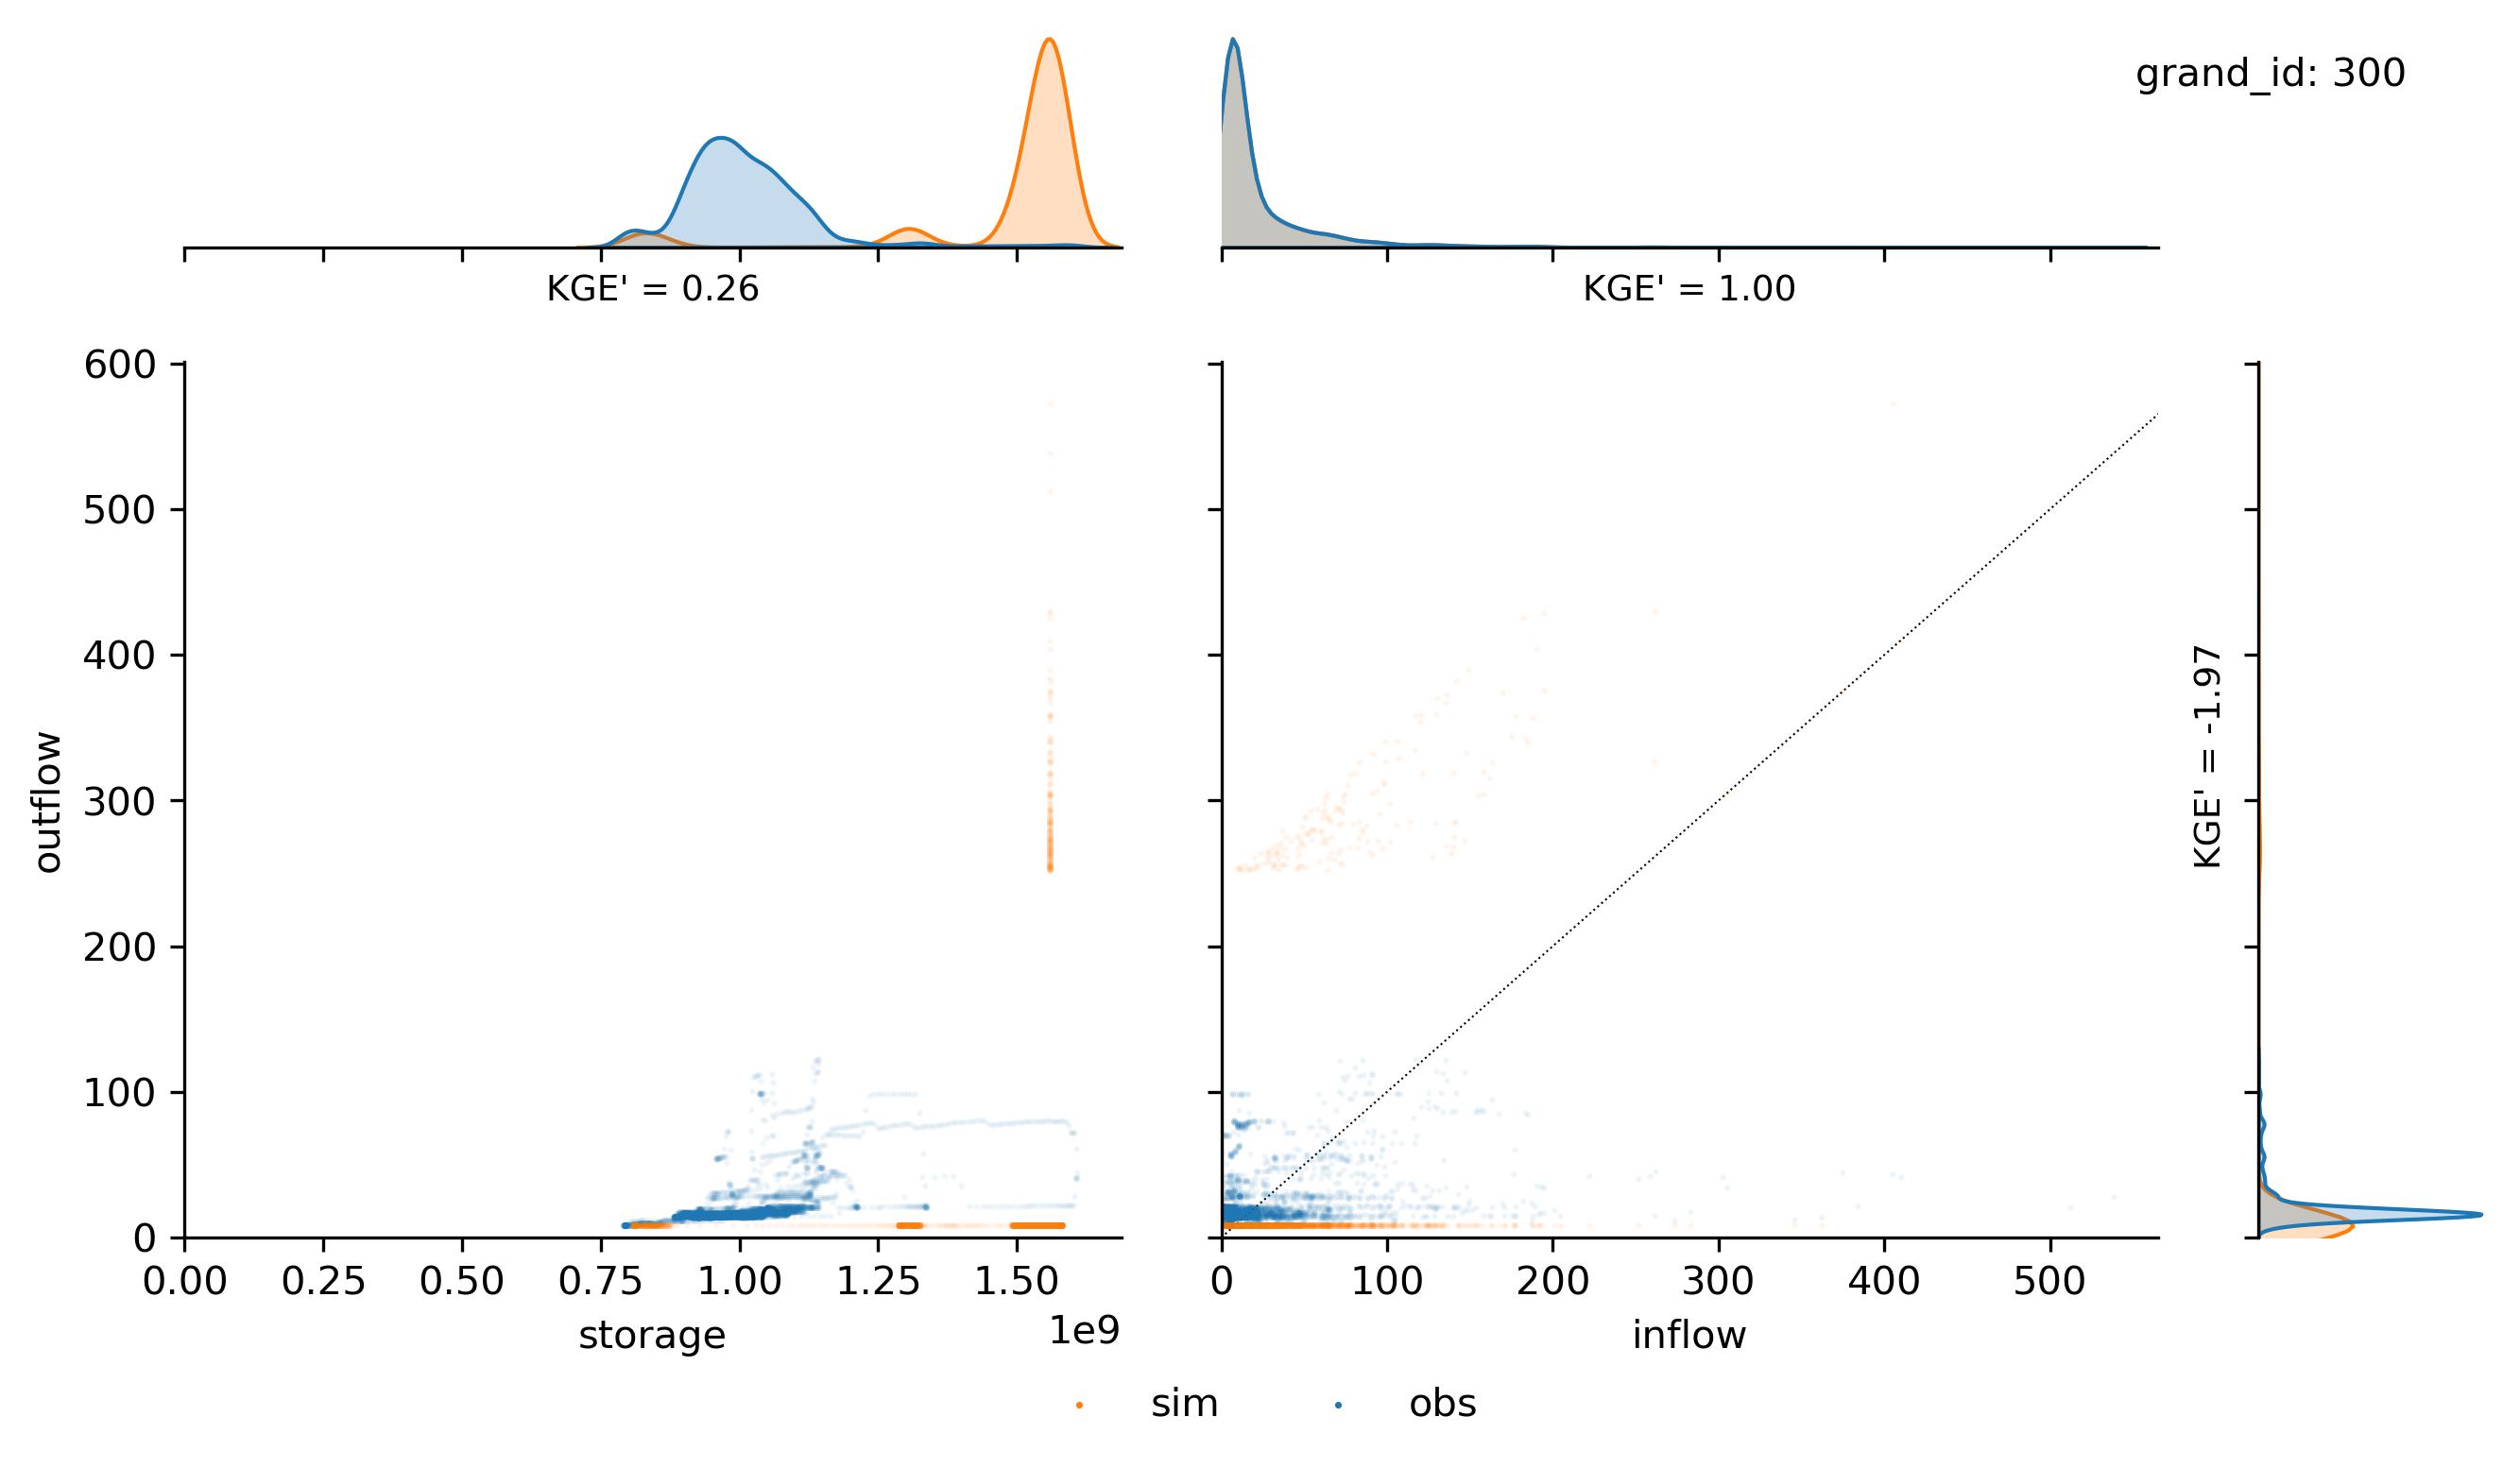 grand_id: 300
KGE' = 0.26
KGE' = 1.00
600
500
400
300
200
100
0
outflow
KGE' = -1.97
0.00 0.25 0.50 0.75 1.00 1.25 1.50
0 100 200 300 400 500
1e9
storage
inflow
sim
obs